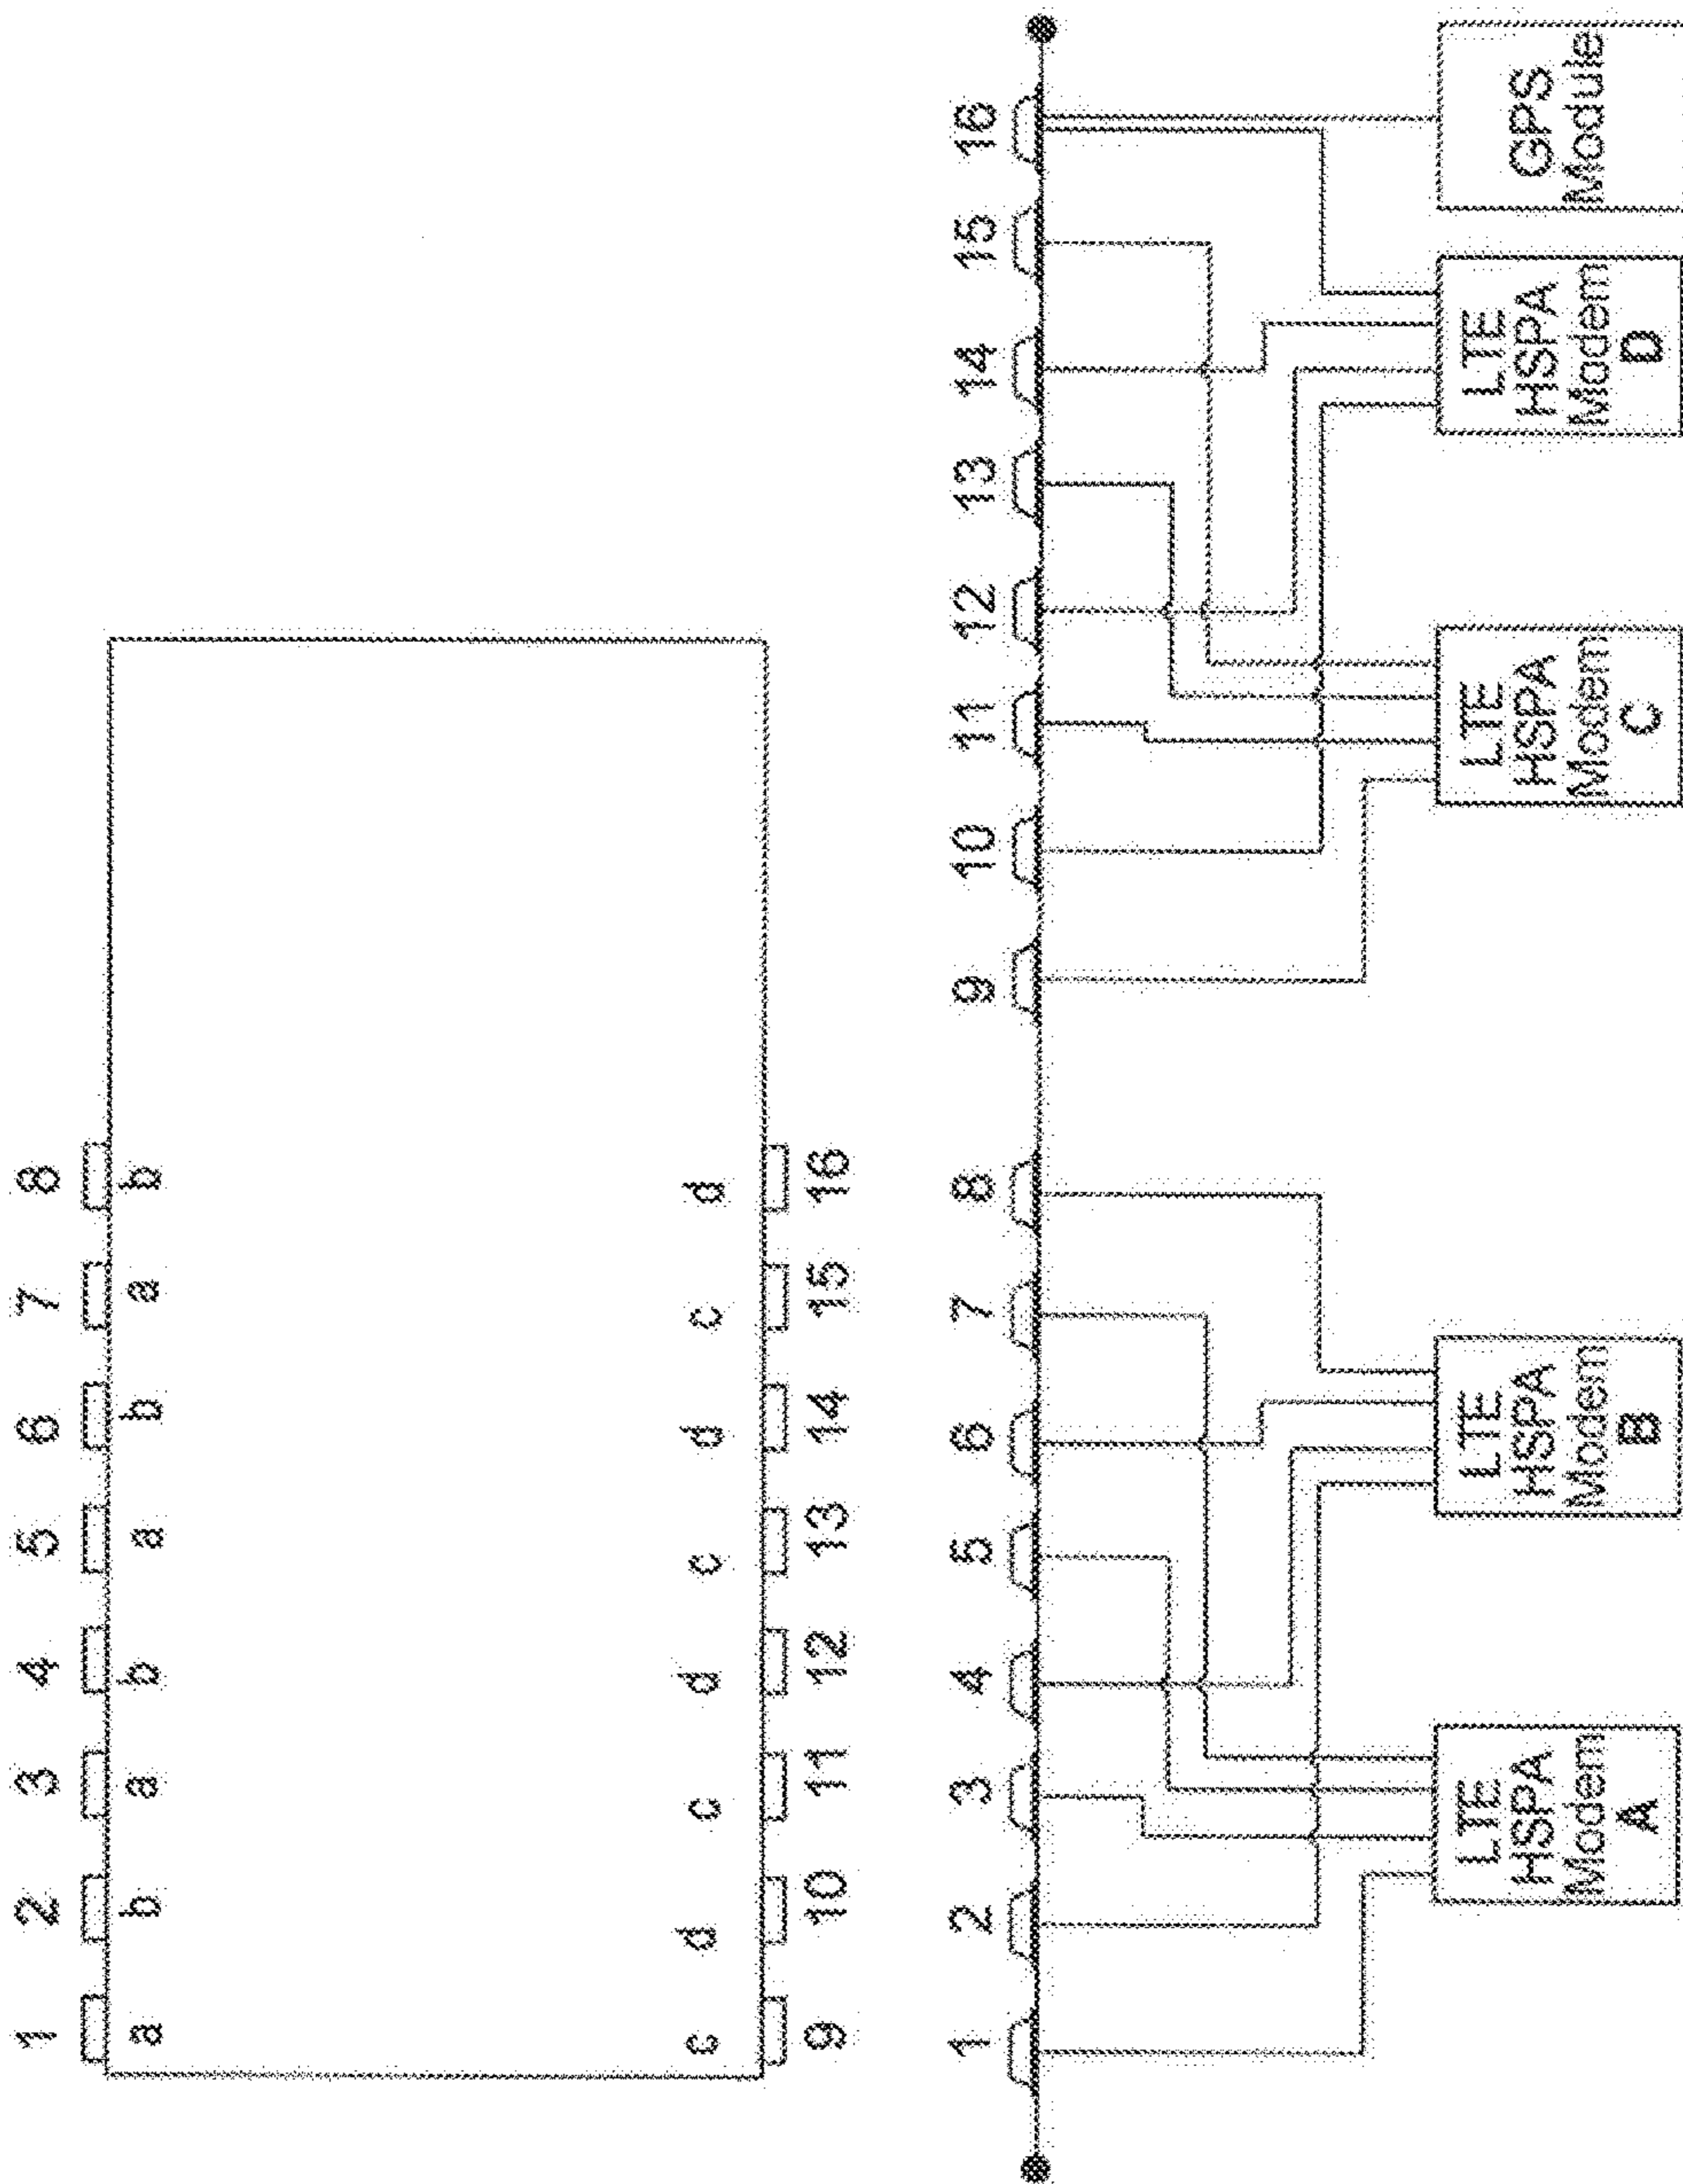 1 2 3 4 5 6 7 8
a b a b a b a b
c d c d c d c d
9 10 11 12 13 14 15 16
1 2 3 4 5 6 7 8 9 10 11 12 13 14 15 16
LTE
HSPA
Modem
A
LTE
HSPA
Modem
B
LTE
HSPA
Modem
C
LTE
HSPA
Modem
D
GPS
Module